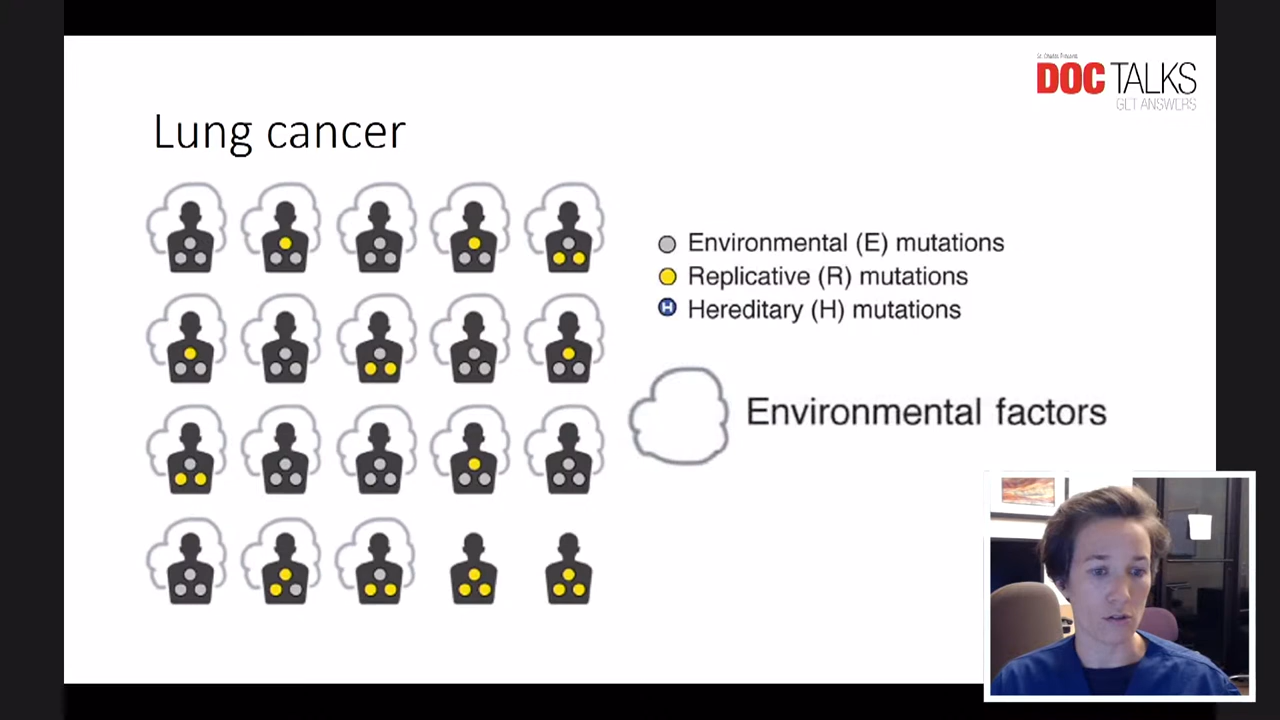 DOC TALKS
GET ANSWERS
Lung cancer
Environmental (E) mutations
Replicative (R) mutations
H Hereditary (H) mutations
Environmental factors